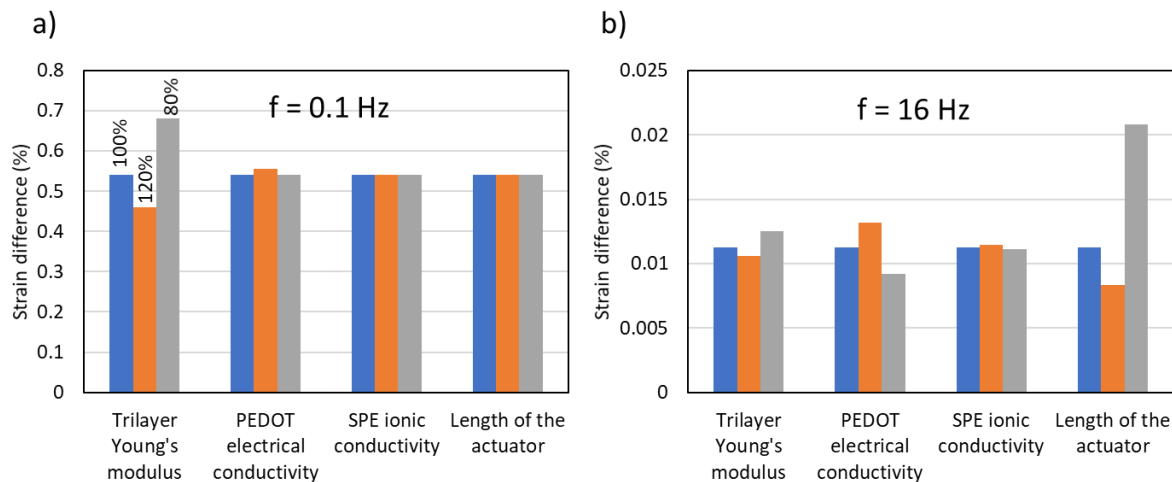 a)
0.8
0.7
0.6
0.5
0.4
0.3
0.2
0.1
0
Strain difference (%)
f = 0.1 Hz
100%
120%
80%
Trilayer
Young's
modulus
PEDOT
electrical
conductivity
SPE ionic
conductivity
Length of the
actuator
b)
0.025
0.02
0.015
0.01
0.005
0
Strain difference (%)
f = 16 Hz
Trilayer
Young's
modulus
PEDOT
electrical
conductivity
SPE ionic
conductivity
Length of the
actuator